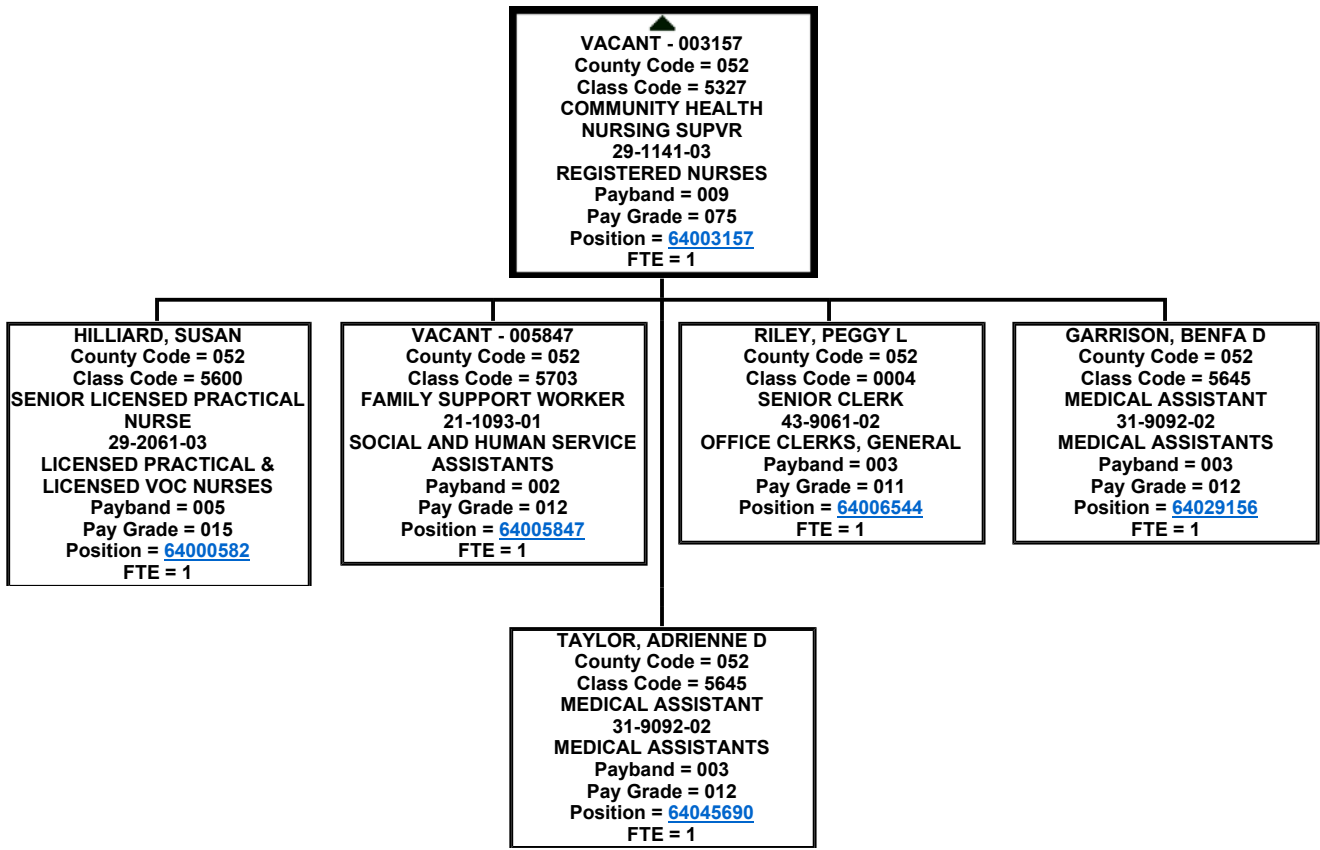 VACANT - 003157
County Code = 052
Class Code = 5327
COMMUNITY HEALTH
NURSING SUPVR
29-1141-03
REGISTERED NURSES
Payband = 009
Pay Grade = 075
Position = 64003157
FTE = 1
HILLIARD, SUSAN
County Code = 052
Class Code = 5600
SENIOR LICENSED PRACTICAL
NURSE
29-2061-03
LICENSED PRACTICAL &
LICENSED VOC NURSES
Payband = 005
Pay Grade = 015
Position = 64000582
FTE = 1
VACANT - 005847
County Code = 052
Class Code = 5703
FAMILY SUPPORT WORKER
21-1093-01
SOCIAL AND HUMAN SERVICE
ASSISTANTS
Payband = 002
Pay Grade = 012
Position = 64005847
FTE = 1
RILEY, PEGGY L
County Code = 052
Class Code = 0004
SENIOR CLERK
43-9061-02
OFFICE CLERKS, GENERAL
Payband = 003
Pay Grade = 011
Position = 64006544
FTE = 1
GARRISON, BENFA D
County Code = 052
Class Code = 5645
MEDICAL ASSISTANT
31-9092-02
MEDICAL ASSISTANTS
Payband = 003
Pay Grade = 012
Position = 64029156
FTE = 1
TAYLOR, ADRIENNE D
County Code = 052
Class Code = 5645
MEDICAL ASSISTANT
31-9092-02
MEDICAL ASSISTANTS
Payband = 003
Pay Grade = 012
Position = 64045690
FTE = 1